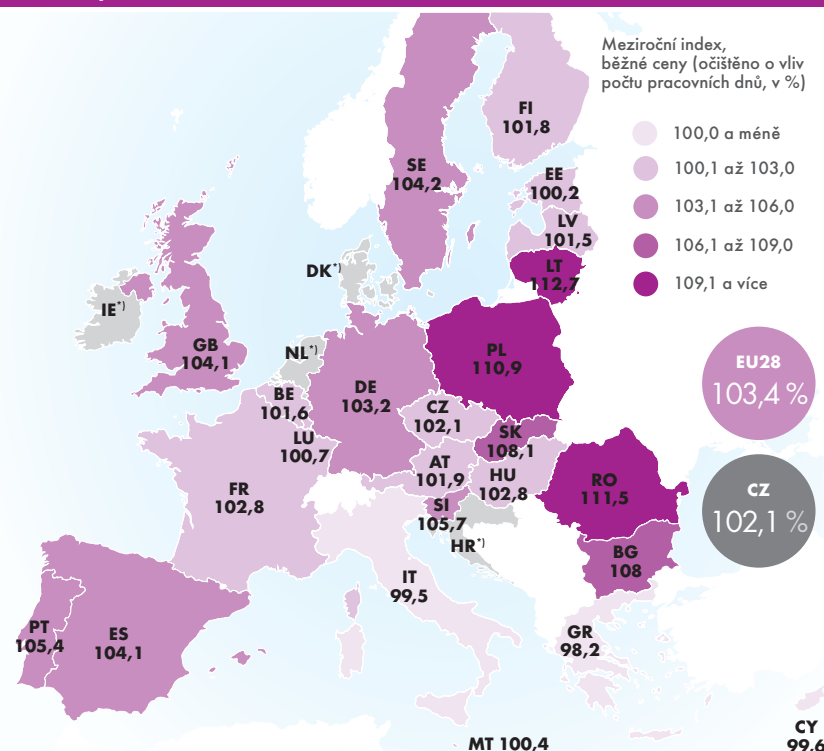 Meziroční index,
běžné ceny (očištěno o vliv
počtu pracovních dnů, v %)
100,0 a méně
100,1 až 103,0
103,1 až 106,0
106,1 až 109,0
109,1 a více
FI
101,8
SE
104,2
EE
100,2
LV
101,5
LT
112,7
DK*)
IE*)
GB
104,1
NL*)
PL
110,9
DE
103,2
BE
101,6
CZ
102,1
LU
100,7
SK
108,1
AT
101,9
HU
102,8
FR
102,8
SI
105,7
HR*)
RO
111,5
BG
108
IT
99,5
GR
98,2
PT
105,4
ES
104,1
MT 100,4
CY
99,6
EU28
103,4 %
CZ
102,1 %